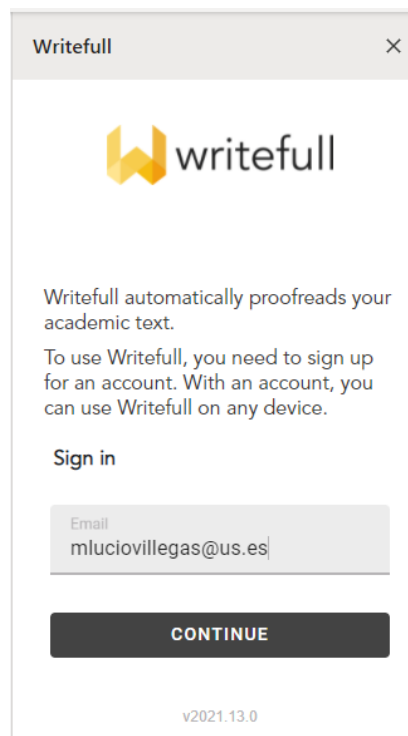 Writefull
writefull
Writefull automatically proofreads your
academic text.
To use Writefull, you need to sign up
for an account. With an account, you
can use Writefull on any device.
Sign in
Email
mluciovillegas@us.es
CONTINUE
v2021.13.0